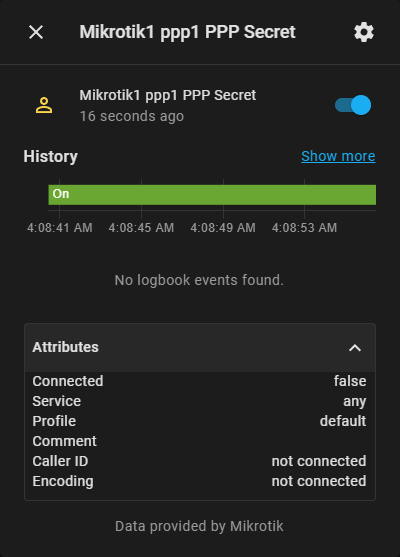 Mikrotik1 ppp1 PPP Secret
Mikrotik1 ppp1 PPP Secret
16 seconds ago
History Show more
On
4:08:41 AM 4:08:45 AM 4:08:49 AM 4:08:53 AM
No logbook events found.
Attributes
Connected false
Service any
Profile default
Comment
Caller ID not connected
Encoding not connected
Data provided by Mikrotik